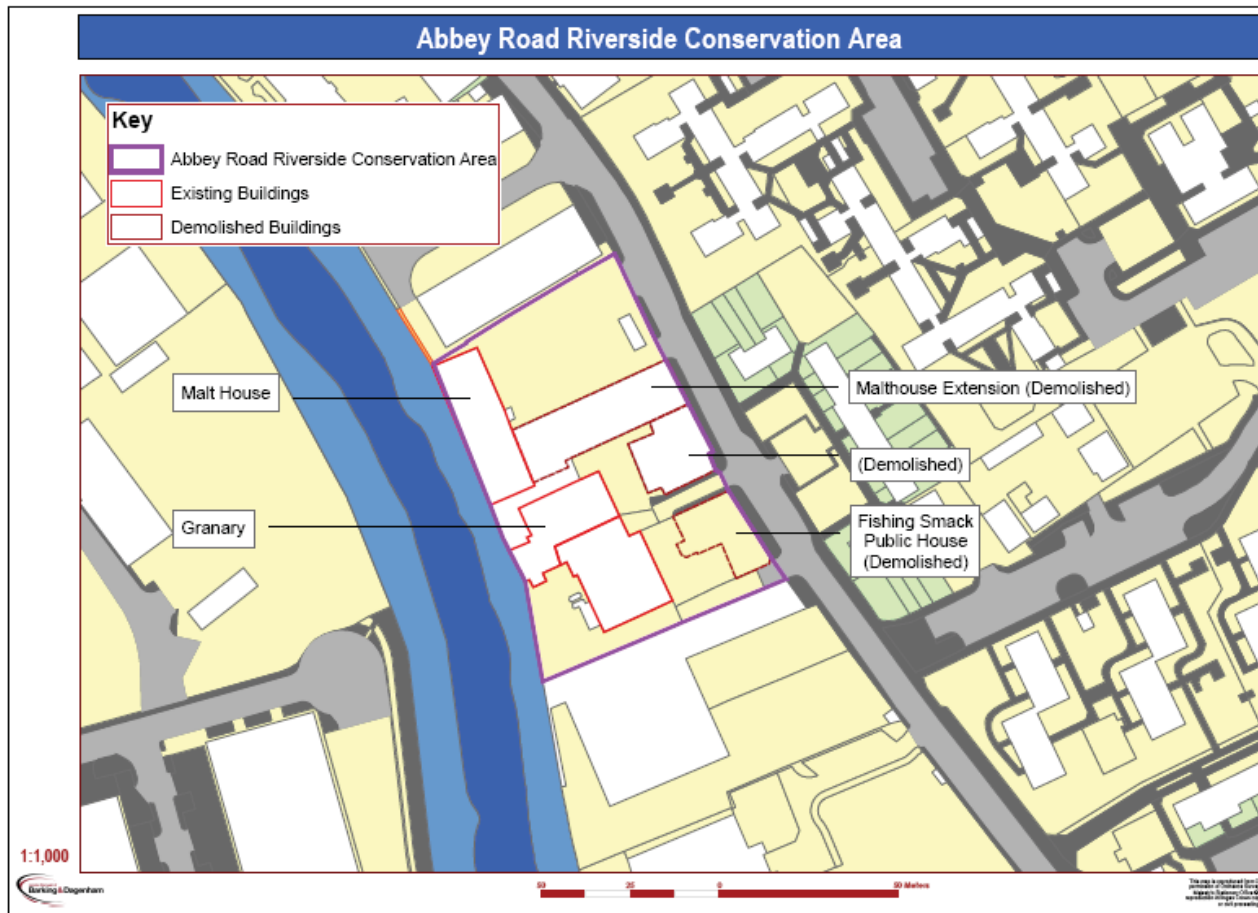 Abbey Road Riverside Conservation Area
Key
Abbey Road Riverside Conservation Area
Existing Buildings
Demolished Buildings
Malt House
Malthouse Extension (Demolished)
(Demolished)
Granary
Fishing Smack
Public House
(Demolished)
1:1,000
Barking&Dagenham
50 25 0 50 Meters